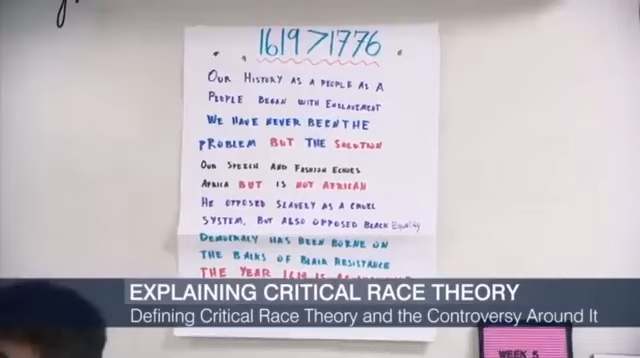 1619>1776
OUR HISTORY AS A PEOPLE AS A
PEOPLE BEGAN WITH ENSLAVEMENT
WE HAVE NEVER BEEN THE
PROBLEM BUT THE SOLUTION
OUR SPEECH AND FASHION ECHOES
AFRICA BUT IS NOT AFRICAN
HE OPPOSED SLAVERY AS A CRUEL
SYSTEM, BUT ALSO OPPOSED BLACK Equality
DEMOCRACY HAS BEEN BORNE ON
THE BACKS OF BLACK RESISTANCE
THE YEAR 1619 IS
EXPLAINING CRITICAL RACE THEORY
Defining Critical Race Theory and the Controversy Around It
WEEK 5